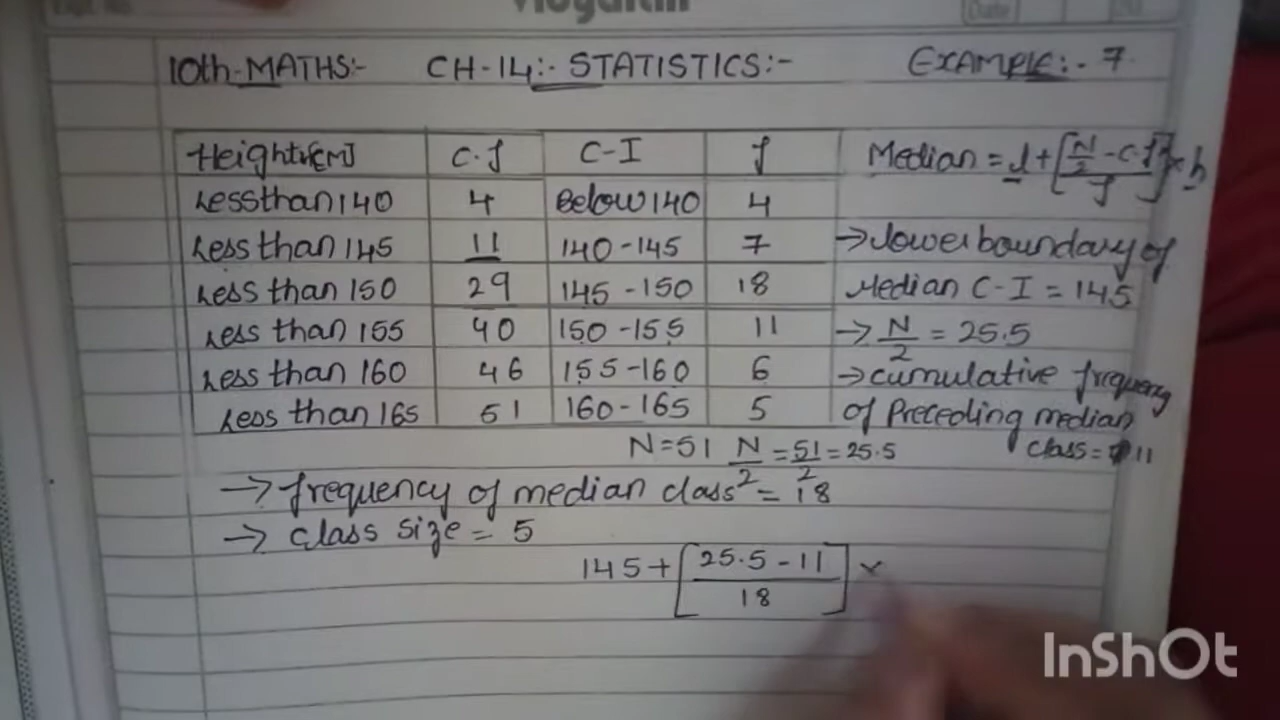 10th-MATHS:- CH-14:- STATISTICS:- EXAMPLE:- 7
Height[CM] C.f C-I f Median = l+[N/2-C.f/f]×h
Less than 140 4 Below 140 4
Less than 145 11 140-145 7 → lower boundary of
Less than 150 29 145-150 18 Median C-I = 145
Less than 155 40 150-155 11 → N/2 = 25.5
Less than 160 46 155-160 6 → cumulative frequency
Less than 165 51 160-165 5 of Preceding median
N=51 N/2 = 51/2 = 25.5 class = 11
→ frequency of median class = 18
→ class size = 5
145+[25.5-11/18]×
InShOt